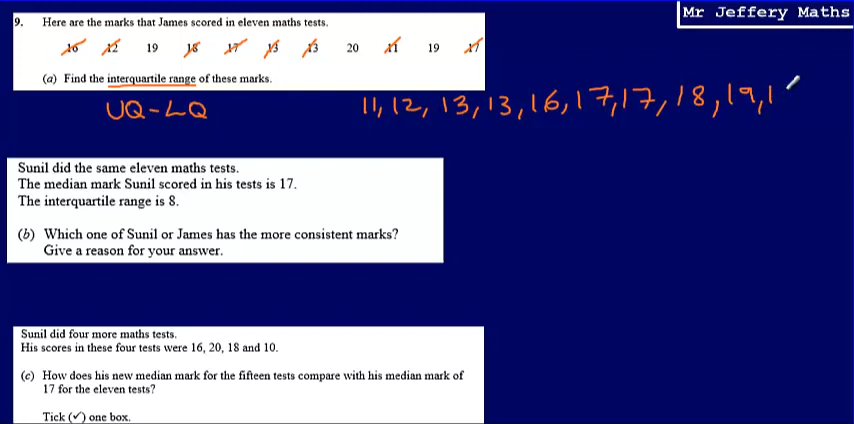 Mr Jeffery Maths
9. Here are the marks that James scored in eleven maths tests.
16 12 19 18 17 13 13 20 11 19 17
(a) Find the interquartile range of these marks.
UQ-LQ
11, 12, 13, 13, 16, 17, 17, 18, 19, 1
Sunil did the same eleven maths tests.
The median mark Sunil scored in his tests is 17.
The interquartile range is 8.
(b) Which one of Sunil or James has the more consistent marks?
Give a reason for your answer.
Sunil did four more maths tests.
His scores in these four tests were 16, 20, 18 and 10.
(c) How does his new median mark for the fifteen tests compare with his median mark of
17 for the eleven tests?
Tick (✓) one box.